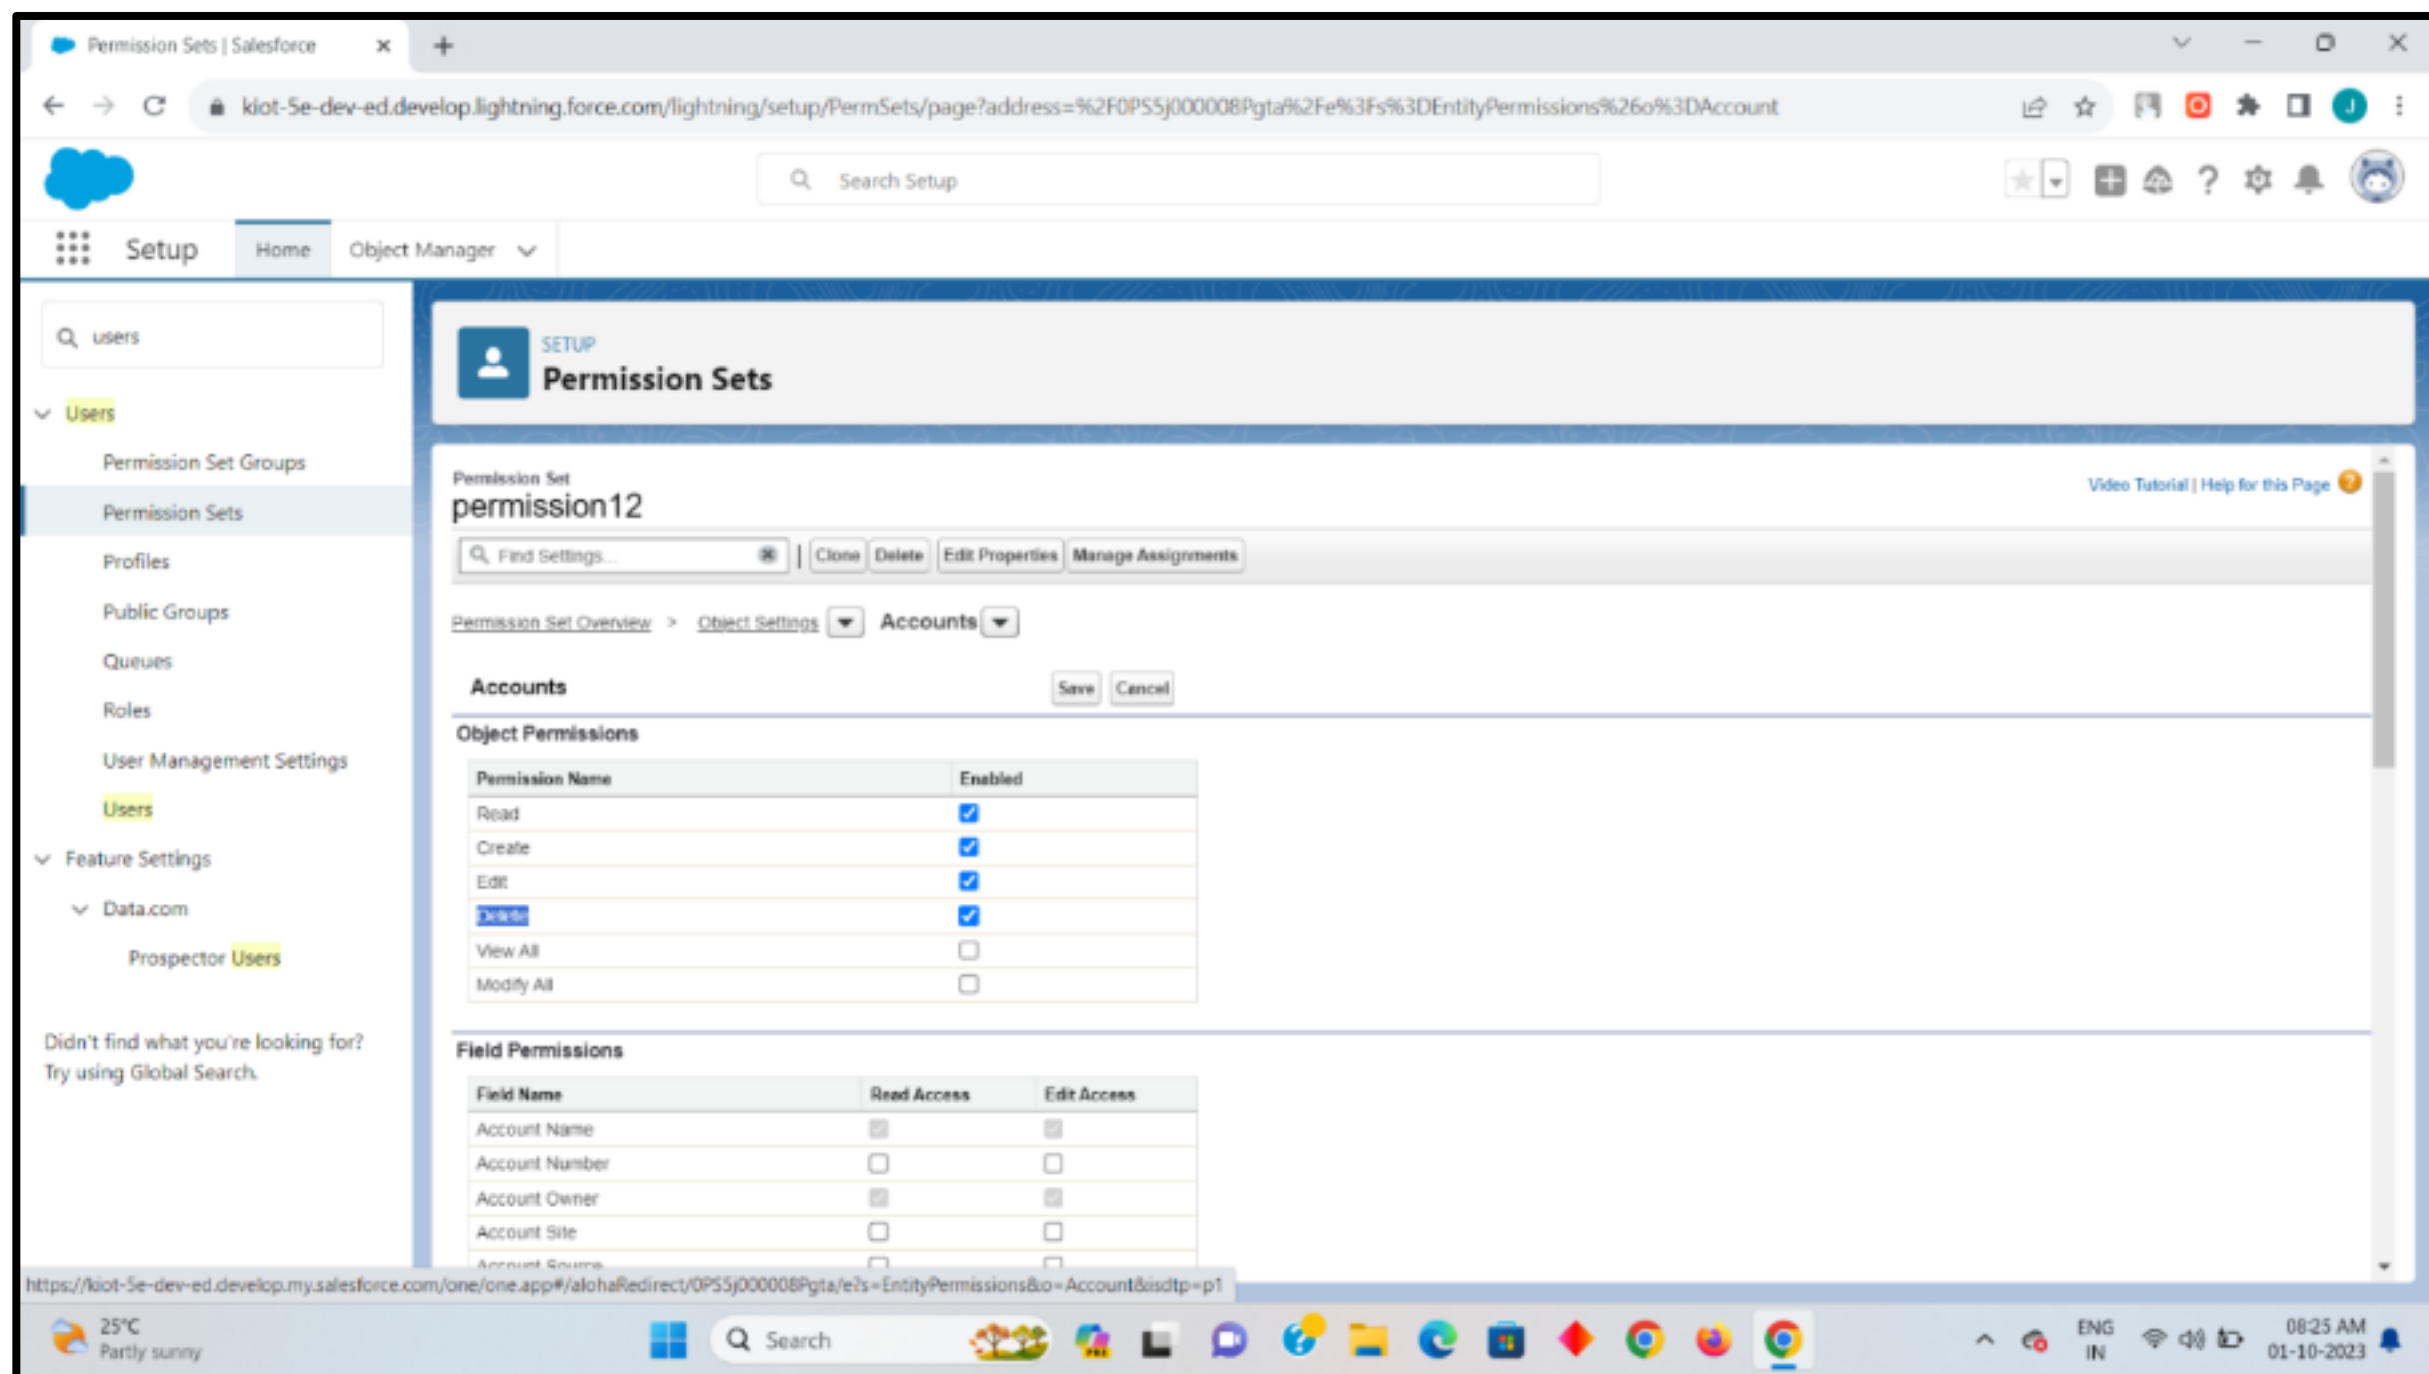 Permission Sets | Salesforce
kiot-5e-dev-ed.develop.lightning.force.com/lightning/setup/PermSets/page?address=%2F0PS5j000008Pgta%2Fe%3Fs%3DEntityPermissions%26o%3DAccount
J
Search Setup
Setup
Home
Object Manager
users
Users
Permission Set Groups
Permission Sets
Profiles
Public Groups
Queues
Roles
User Management Settings
Users
Feature Settings
Data.com
Prospector Users
Didn't find what you're looking for?
Try using Global Search.
SETUP
Permission Sets
Permission Set
permission12
Video Tutorial | Help for this Page
Find Settings... | Clone Delete Edit Properties Manage Assignments
Permission Set Overview > Object Settings Accounts
Accounts Save Cancel
Object Permissions
Permission Name Enabled
Read
Create
Edit
Delete
View All
Modify All
Field Permissions
Field Name Read Access Edit Access
Account Name
Account Number
Account Owner
Account Site
Account Source
https://kiot-5e-dev-ed.develop.my.salesforce.com/one/one.app#/alohaRedirect/0PS5j000008Pgta/e?s=EntityPermissions&o=Account&isdtp=p1
25°C
Partly sunny
Search
PRE
ENG
IN
08:25 AM
01-10-2023